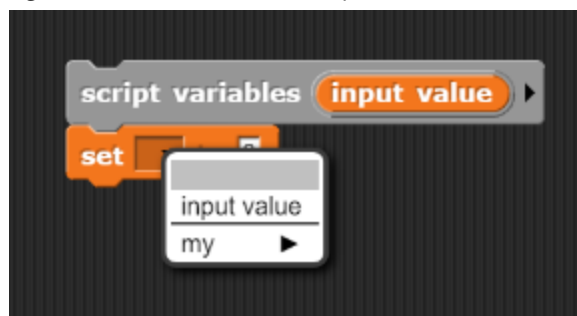 script variables input value
set
input value
my